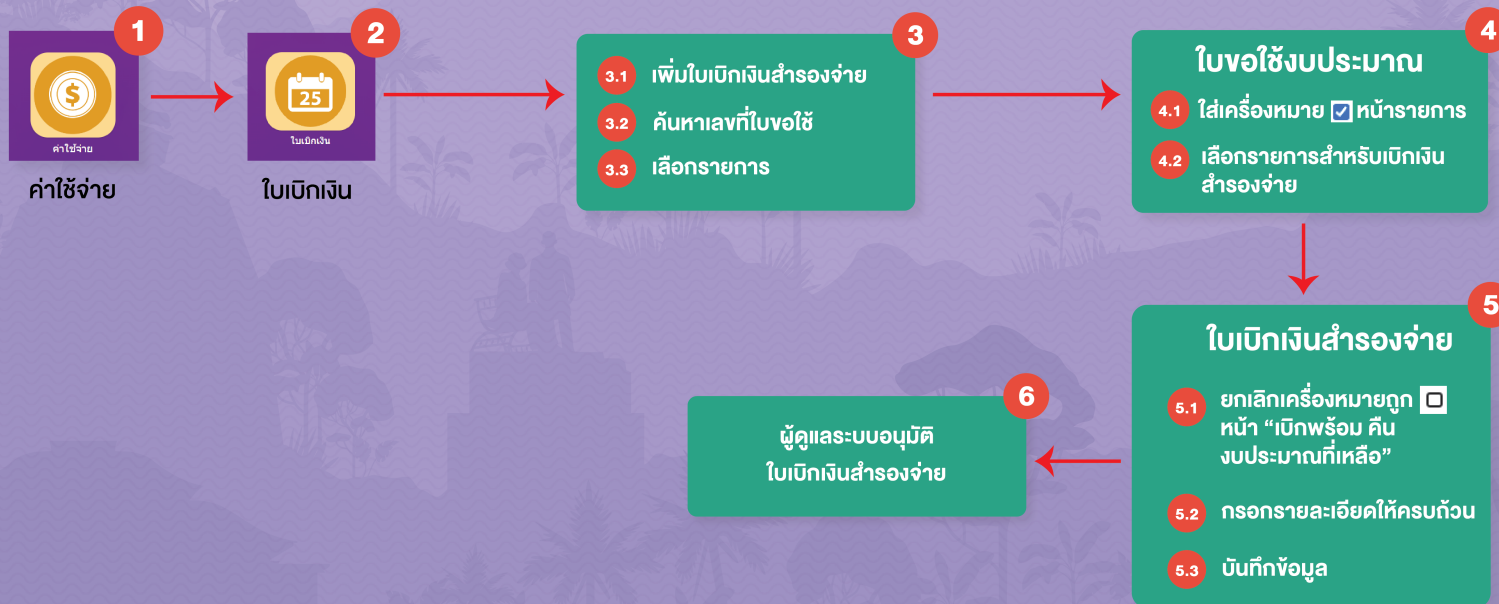 1
$
ค่าใช้จ่าย
ค่าใช้จ่าย
2
25
ใบเบิกเงิน
ใบเบิกเงิน
3
3.1 เพิ่มใบเบิกเงินสำรองจ่าย
3.2 ค้นหาเลขที่ใบขอใช้
3.3 เลือกรายการ
4
ใบขอใช้งบประมาณ
4.1 ใส่เครื่องหมาย ☑ หน้ารายการ
4.2 เลือกรายการสำหรับเบิกเงิน
สำรองจ่าย
5
ใบเบิกเงินสำรองจ่าย
5.1 ยกเลิกเครื่องหมายถูก ☐
หน้า “เบิกพร้อม คืน
งบประมาณที่เหลือ”
5.2 กรอกรายละเอียดให้ครบถ้วน
5.3 บันทึกข้อมูล
6
ผู้ดูแลระบบอนุมัติ
ใบเบิกเงินสำรองจ่าย